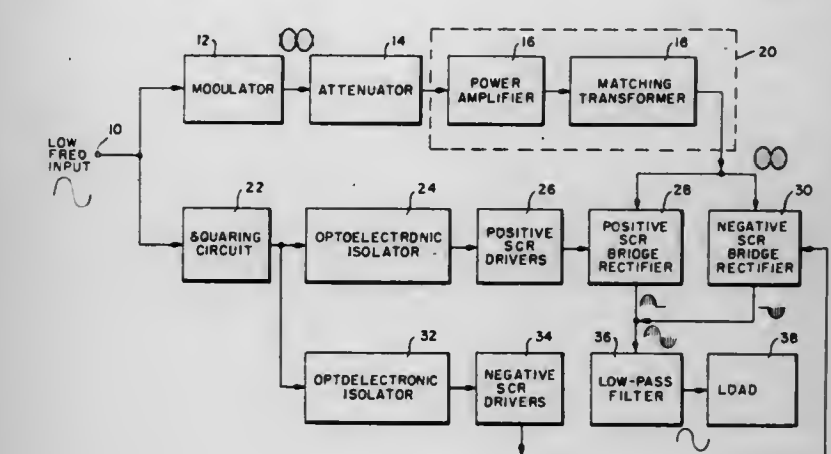 12
14
16
18
20
MODULATOR
ATTENUATOR
POWER
AMPLIFIER
MATCHING
TRANSFORMER
10
LOW
FREQ
INPUT
22
24
26
28
30
SQUARING
CIRCUIT
OPTOELECTRONIC
ISOLATOR
POSITIVE
SCR
DRIVERS
POSITIVE
SCR
BRIDGE
RECTIFIER
NEGATIVE
SCR
BRIDGE
RECTIFIER
32
34
36
38
OPTOELECTRONIC
ISOLATOR
NEGATIVE
SCR
DRIVERS
LOW-PASS
FILTER
LOAD